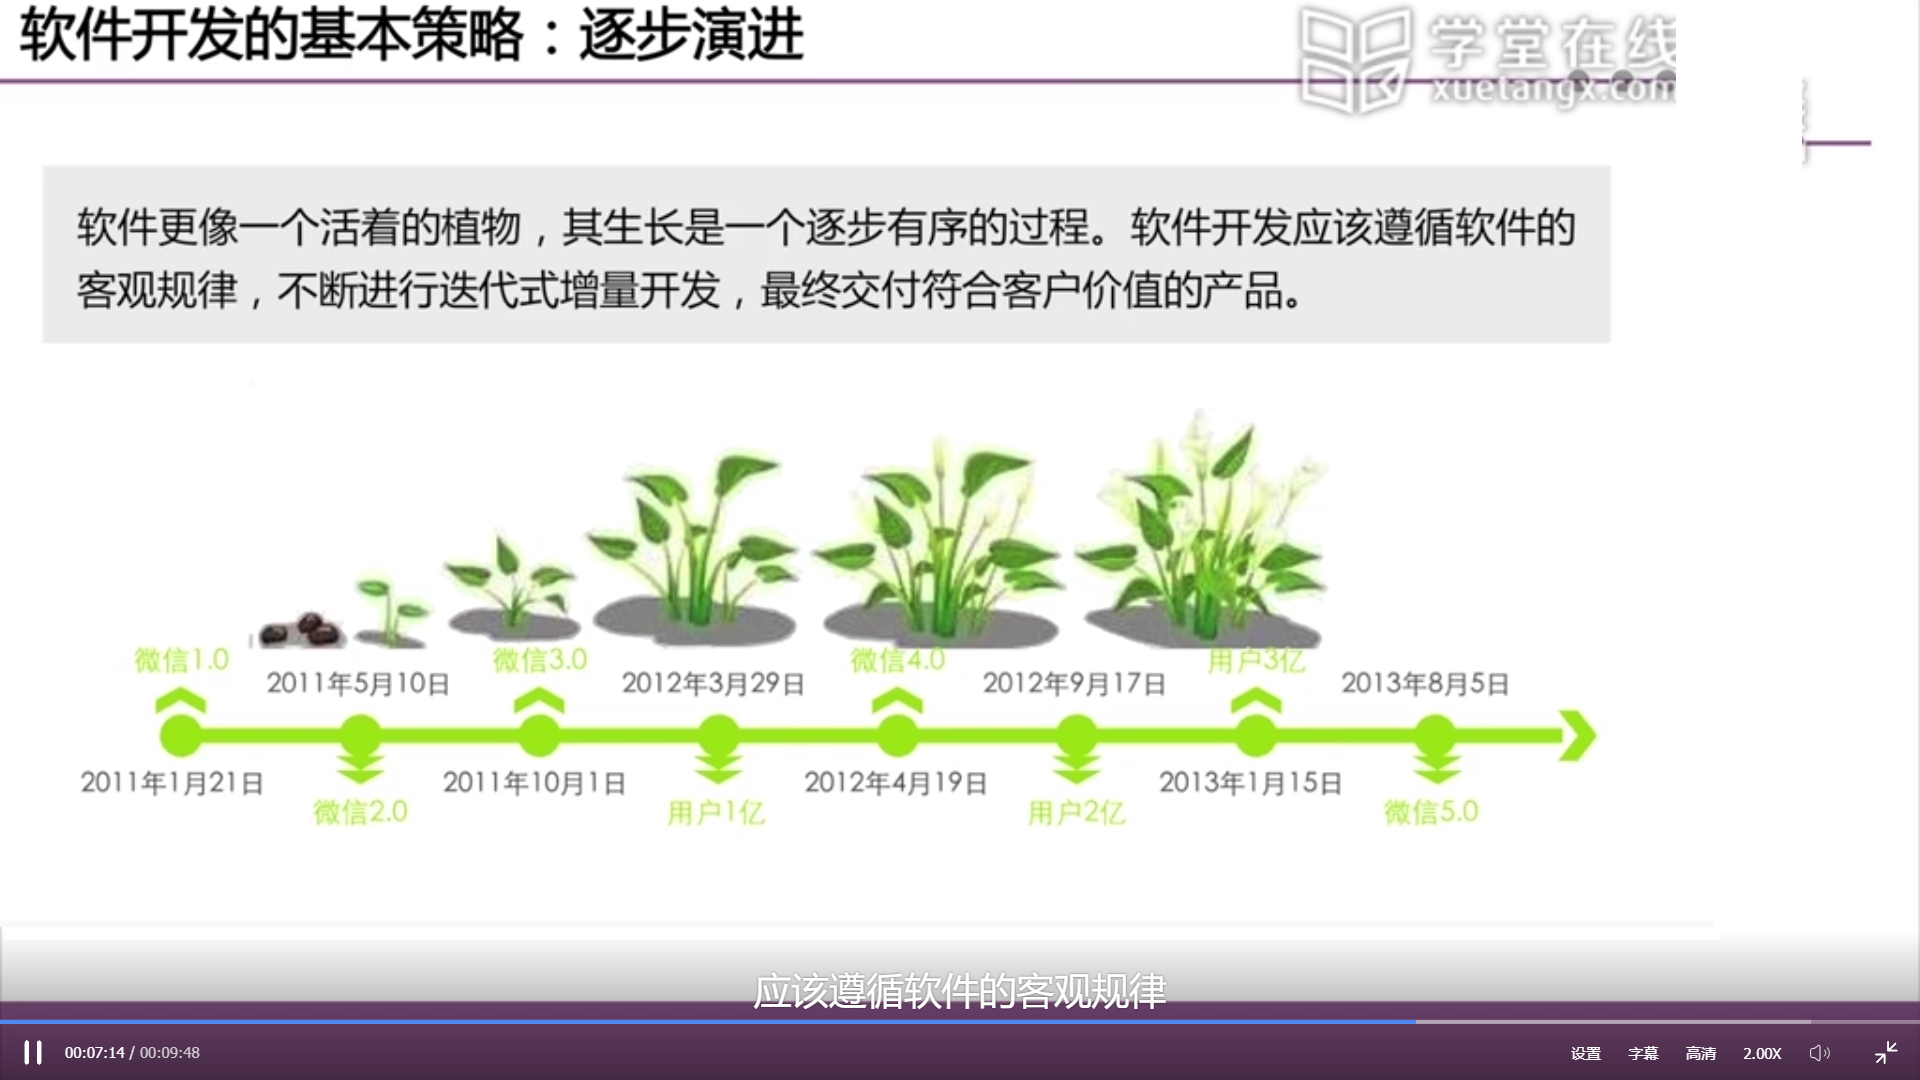 软件开发的基本策略：逐步演进
学堂在线
xuetangx.com
软件更像一个活着的植物，其生长是一个逐步有序的过程。软件开发应该遵循软件的
客观规律，不断进行迭代式增量开发，最终交付符合客户价值的产品。
微信1.0
微信3.0
微信4.0
用户3亿
2011年5月10日
2012年3月29日
2012年9月17日
2013年8月5日
2011年1月21日
2011年10月1日
2012年4月19日
2013年1月15日
微信2.0
用户1亿
用户2亿
微信5.0
应该遵循软件的客观规律
00:07:14 / 00:09:48
设置 字幕 高清 2.00X